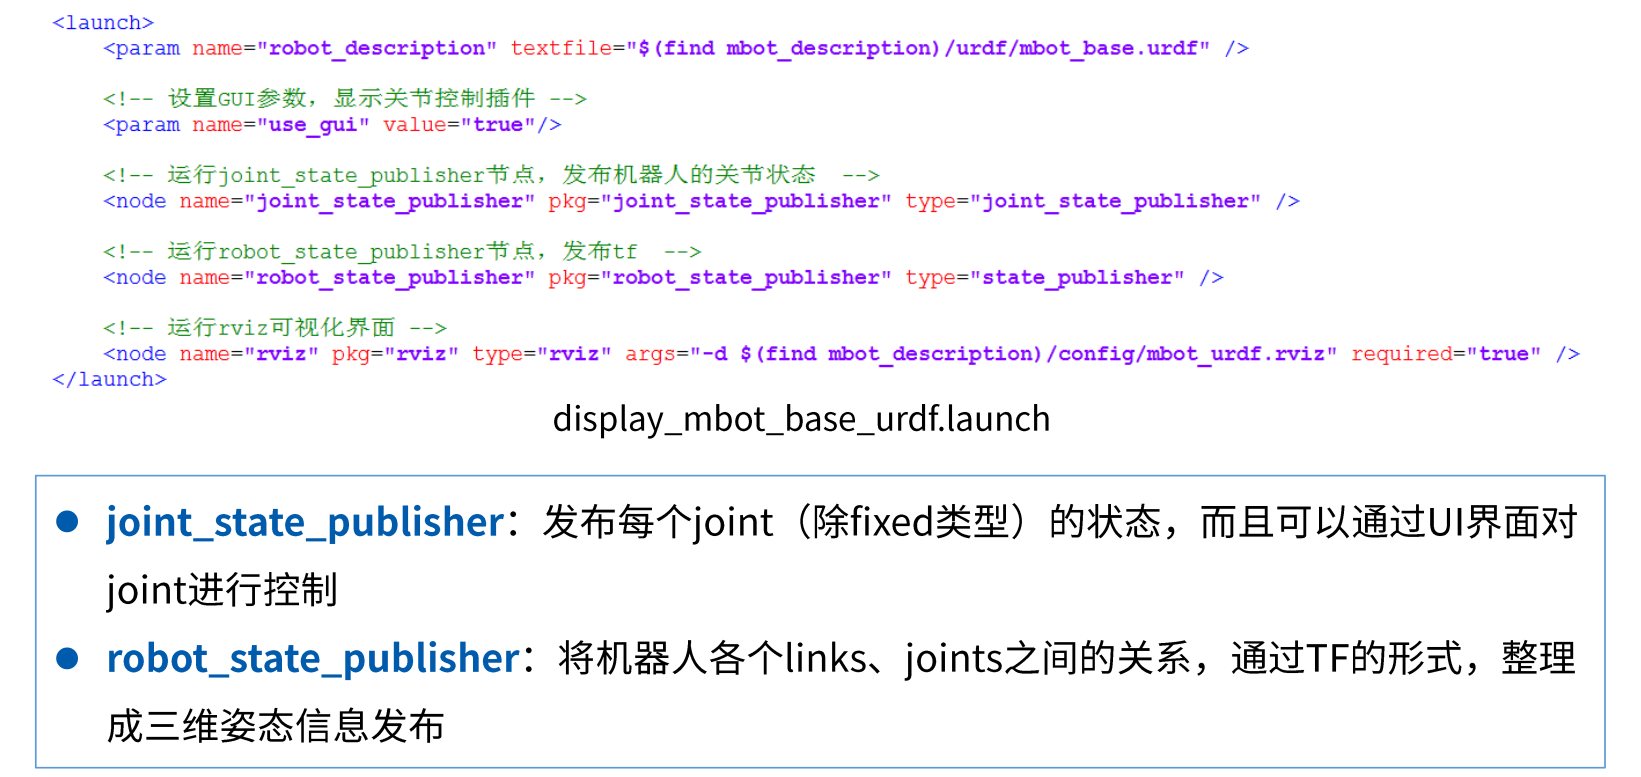 <launch>
<param name="robot_description" textfile="$(find mbot_description)/urdf/mbot_base.urdf" />
<!-- 设置GUI参数，显示关节控制插件 -->
<param name="use_gui" value="true"/>
<!-- 运行joint_state_publisher节点，发布机器人的关节状态  -->
<node name="joint_state_publisher" pkg="joint_state_publisher" type="joint_state_publisher" />
<!-- 运行robot_state_publisher节点，发布tf  -->
<node name="robot_state_publisher" pkg="robot_state_publisher" type="state_publisher" />
<!-- 运行rviz可视化界面 -->
<node name="rviz" pkg="rviz" type="rviz" args="-d $(find mbot_description)/config/mbot_urdf.rviz" required="true" />
</launch>
display_mbot_base_urdf.launch
● joint_state_publisher：发布每个joint（除fixed类型）的状态，而且可以通过UI界面对
joint进行控制
● robot_state_publisher：将机器人各个links、joints之间的关系，通过TF的形式，整理
成三维姿态信息发布